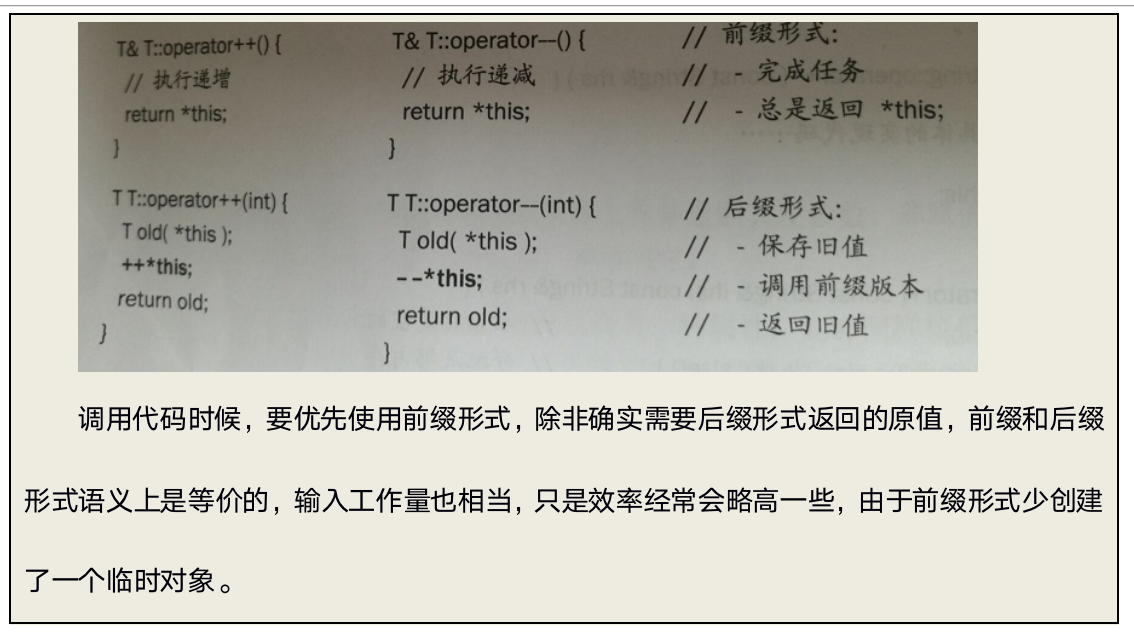 T& T::operator++() { T& T::operator--() { // 前缀形式:
// 执行递增 // 执行递减 // - 完成任务
return *this; return *this; // - 总是返回 *this;
} }
T T::operator++(int) { T T::operator--(int) { // 后缀形式:
T old( *this ); T old( *this ); // - 保存旧值
++*this; --*this; // - 调用前缀版本
return old; return old; // - 返回旧值
} }
调用代码时候，要优先使用前缀形式，除非确实需要后缀形式返回的原值，前缀和后缀
形式语义上是等价的，输入工作量也相当，只是效率经常会略高一些，由于前缀形式少创建
了一个临时对象。